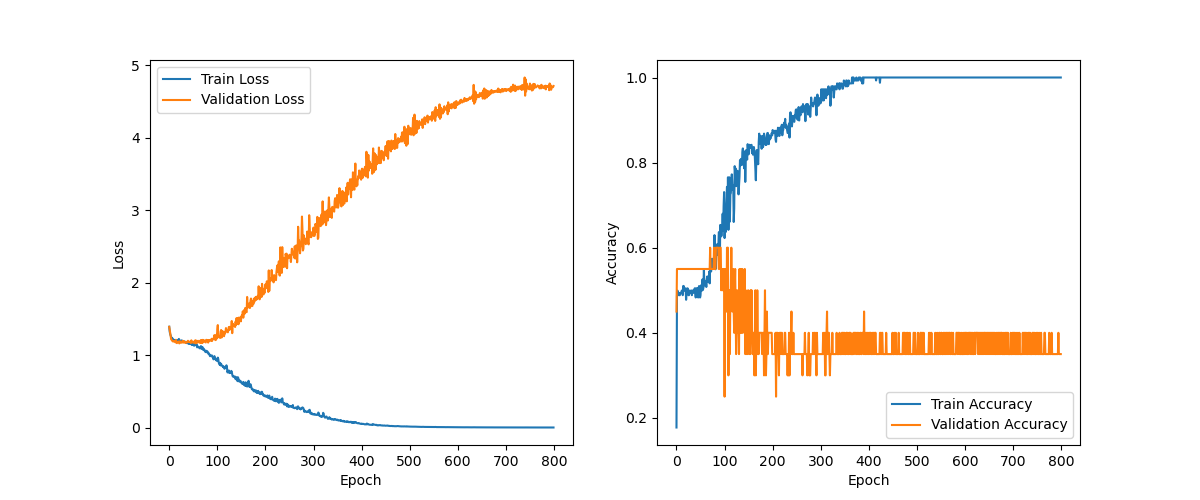 5
4
3
2
1
0
Loss
Train Loss
Validation Loss
0 100 200 300 400 500 600 700 800
Epoch
1.0
0.8
0.6
0.4
0.2
Accuracy
Train Accuracy
Validation Accuracy
0 100 200 300 400 500 600 700 800
Epoch